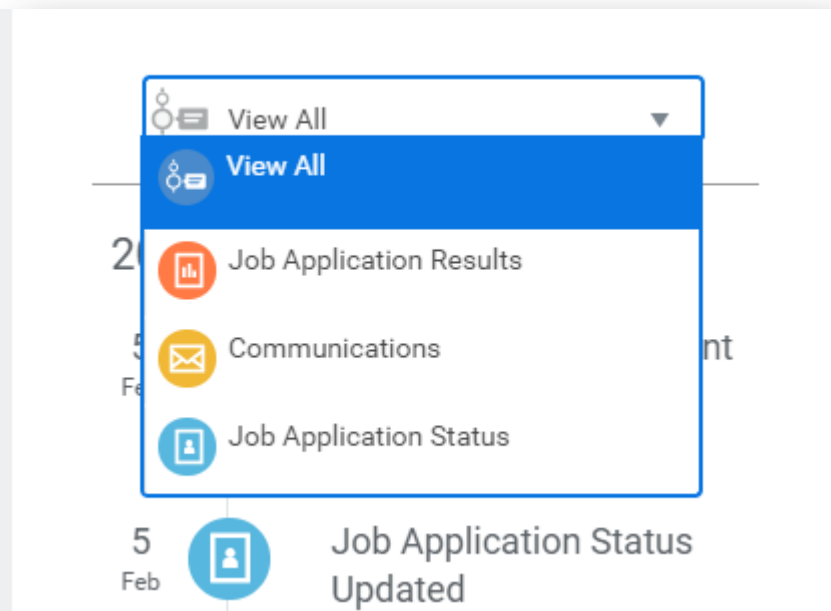 View All
View All
Job Application Results
Communications
Job Application Status
5
Feb
Job Application Status
Updated